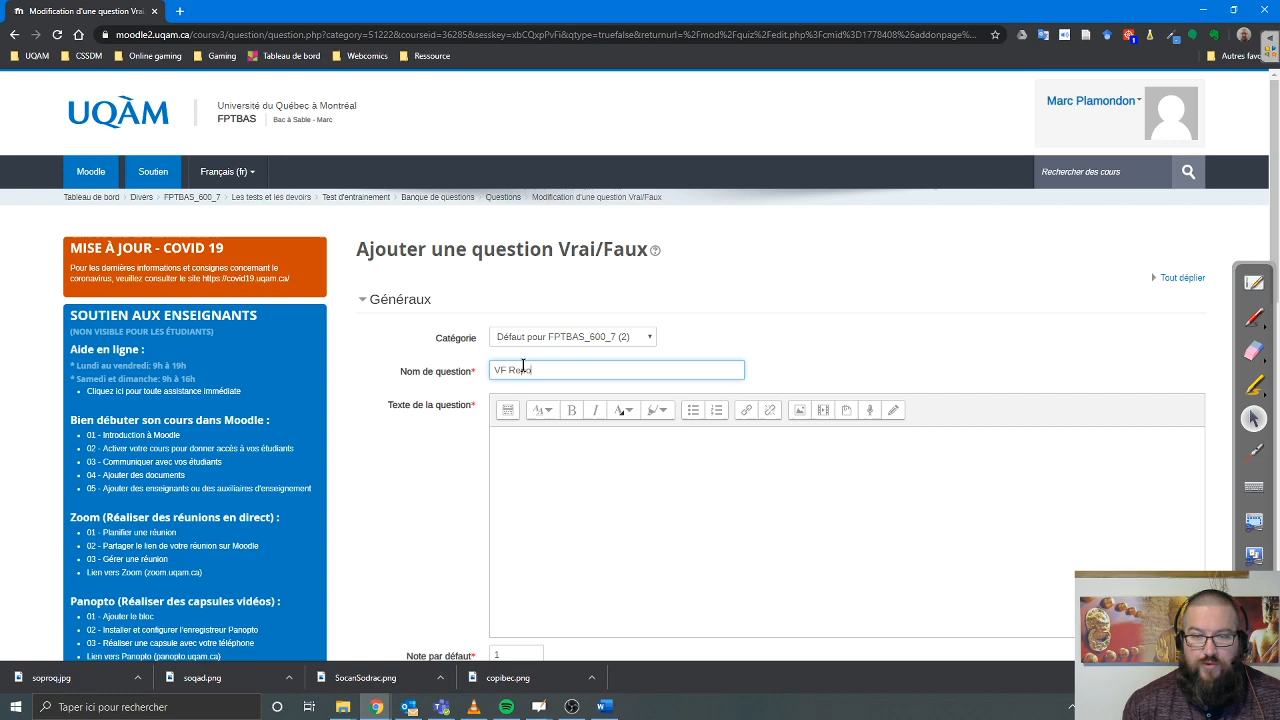 Modification d'une question Vrai
moodle2.uqam.ca/coursv3/question/question.php?category=51222&courseid=36285&sesskey=xbCQxpPvFi&qtype=truefalse&returnurl=%2Fmod%2Fquiz%2Fedit.php%3Fcmid%3D1778408%26addonpage%...
UQAM CSSDM Online gaming Gaming Tableau de bord Webcomics Ressource Autres favo
UQÀM Université du Québec à Montréal
FPTBAS Bac à Sable - Marc
Marc Plamondon
Moodle Soutien Français (fr) Rechercher des cours
Tableau de bord Divers FPTBAS_600_7 Les tests et les devoirs Test d'entrainement Banque de questions Questions Modification d'une question Vrai/Faux
MISE À JOUR - COVID 19
Pour les dernières informations et consignes concernant le
coronavirus, veuillez consulter le site https://covid19.uqam.ca/
SOUTIEN AUX ENSEIGNANTS
(NON VISIBLE POUR LES ÉTUDIANTS)
Aide en ligne :
* Lundi au vendredi: 9h à 19h
* Samedi et dimanche: 9h à 16h
Cliquez ici pour toute assistance immédiate
Bien débuter son cours dans Moodle :
01 - Introduction à Moodle
02 - Activer votre cours pour donner accès à vos étudiants
03 - Communiquer avec vos étudiants
04 - Ajouter des documents
05 - Ajouter des enseignants ou des auxiliaires d'enseignement
Zoom (Réaliser des réunions en direct) :
01 - Planifier une réunion
02 - Partager le lien de votre réunion sur Moodle
03 - Gérer une réunion
Lien vers Zoom (zoom.uqam.ca)
Panopto (Réaliser des capsules vidéos) :
01 - Ajouter le bloc
02 - Installer et configurer l'enregistreur Panopto
03 - Réaliser une capsule avec votre téléphone
Lien vers Panopto (panopto.uqam.ca)
Ajouter une question Vrai/Faux
Tout déplier
Généraux
Catégorie Défaut pour FPTBAS_600_7 (2)
Nom de question* VF Repo
Texte de la question*
Note par défaut* 1
soproq.jpg soqad.png SocanSodrac.png copibec.png
Taper ici pour rechercher